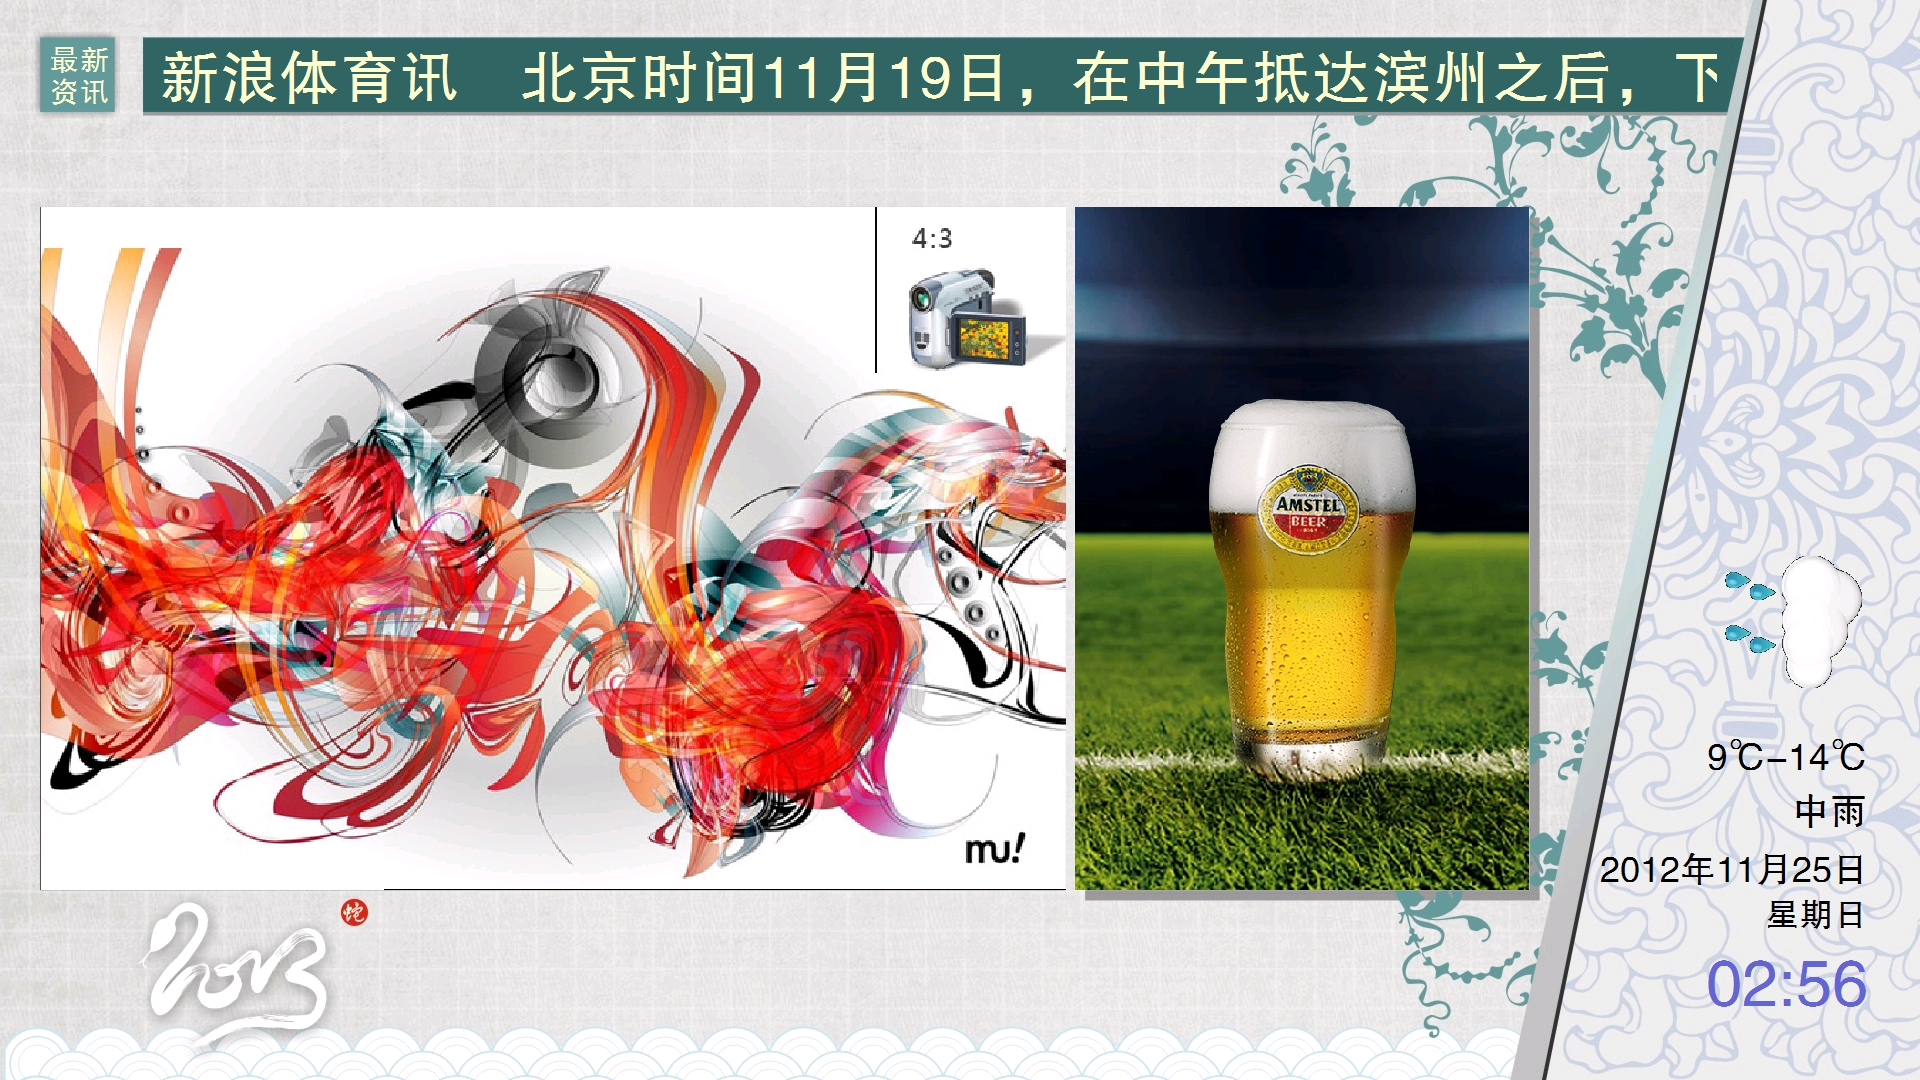 最新
资讯
新浪体育讯　北京时间11月19日，在中午抵达滨州之后，下
4:3
AMSTEL
BEER
mu!
9℃-14℃
中雨
2012年11月25日
星期日
02:56
2013
蛇